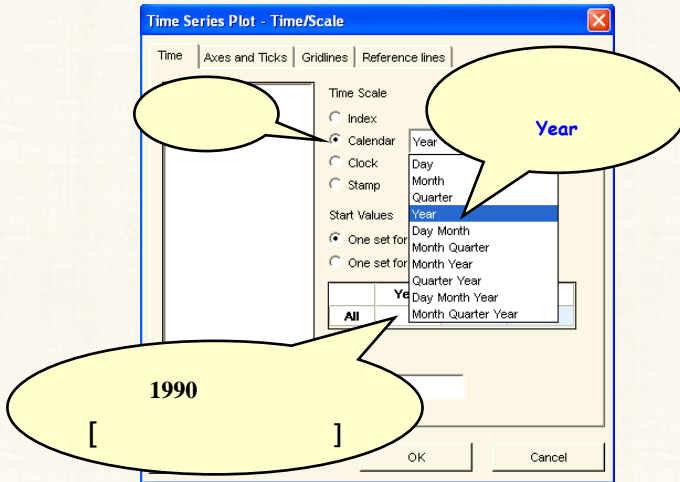 Time Series Plot - Time/Scale
Time
Axes and Ticks
Gridlines
Reference lines
Time Scale
Index
Calendar
Year
Clock
Stamp
Day
Month
Quarter
Year
Day Month
Month Quarter
Month Year
Quarter Year
Day Month Year
Month Quarter Year
Start Values
One set for
One set for
Ye
All
Year
1990
[ ]
OK
Cancel